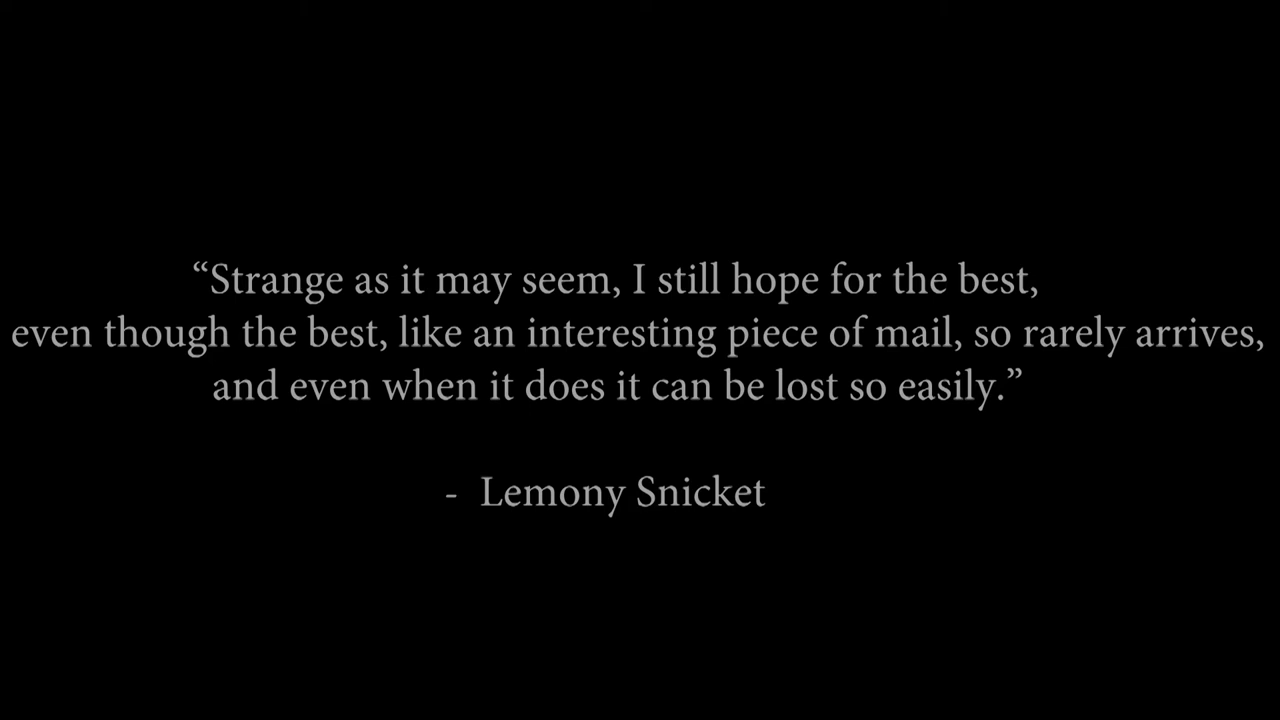 “Strange as it may seem, I still hope for the best,
even though the best, like an interesting piece of mail, so rarely arrives,
and even when it does it can be lost so easily.”
- Lemony Snicket